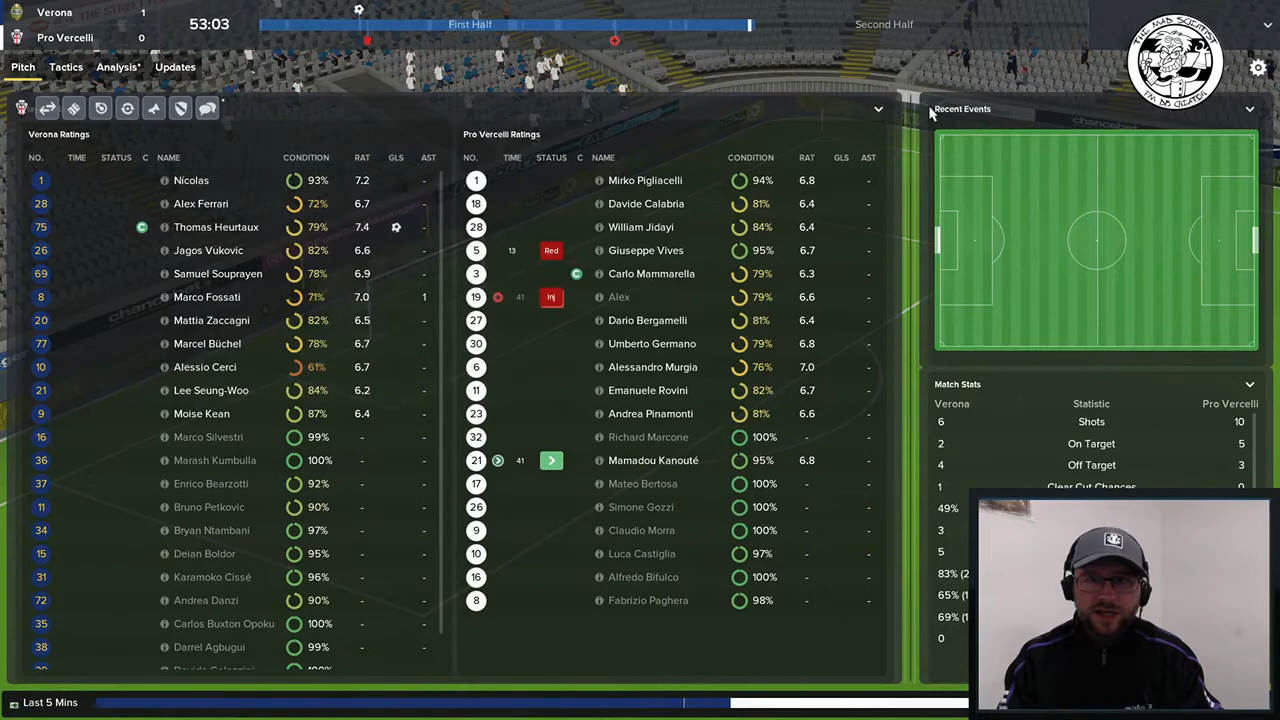 Verona 1
Pro Vercelli 0
53:03
First Half
Second Half
THE MAD SCIENTIST
Pitch Tactics Analysis* Updates
Verona Ratings
NO. TIME STATUS C NAME CONDITION RAT GLS AST
1 Nícolas 93% 7.2 -
28 Alex Ferrari 72% 6.7 -
75 C Thomas Heurtaux 79% 7.4 -
26 Jagos Vukovic 82% 6.6 -
69 Samuel Souprayen 78% 6.9 -
8 Marco Fossati 71% 7.0 1
20 Mattia Zaccagni 82% 6.5 -
77 Marcel Büchel 78% 6.7 -
10 Alessio Cerci 61% 6.7 -
21 Lee Seung-Woo 84% 6.2 -
9 Moise Kean 87% 6.4 -
16 Marco Silvestri 99% - -
36 Marash Kumbulla 100% - -
37 Enrico Bearzotti 92% - -
11 Bruno Petkovic 90% - -
34 Bryan Ntambani 97% - -
15 Deian Boldor 95% - -
31 Karamoko Cissé 96% - -
72 Andrea Danzi 90% - -
35 Carlos Buxton Opoku 100% - -
38 Darrel Agbugui 99% - -
Pro Vercelli Ratings
NO. TIME STATUS C NAME CONDITION RAT GLS AST
1 Mirko Pigliacelli 94% 6.8 - -
18 Davide Calabria 81% 6.4 - -
28 William Jidayi 84% 6.4 - -
5 13 Red Giuseppe Vives 95% 6.7 - -
3 C Carlo Mammarella 79% 6.3 - -
19 41 Inj Alex 79% 6.6 - -
27 Dario Bergamelli 81% 6.4 - -
30 Umberto Germano 79% 6.8 - -
6 Alessandro Murgia 76% 7.0 - -
11 Emanuele Rovini 82% 6.7 - -
23 Andrea Pinamonti 81% 6.6 - -
32 Richard Marcone 100% - - -
21 41 Mamadou Kanouté 95% 6.8 - -
17 Mateo Bertosa 100% - - -
26 Simone Gozzi 100% - - -
9 Claudio Morra 100% - - -
10 Luca Castiglia 97% - - -
16 Alfredo Bifulco 100% - - -
8 Fabrizio Paghera 98% - - -
Recent Events
Match Stats
Verona Statistic Pro Vercelli
6 Shots 10
2 On Target 5
4 Off Target 3
1 Clear Cut Chances 0
49%
3
5
83% (2
65% (1
69% (1
0
Last 5 Mins